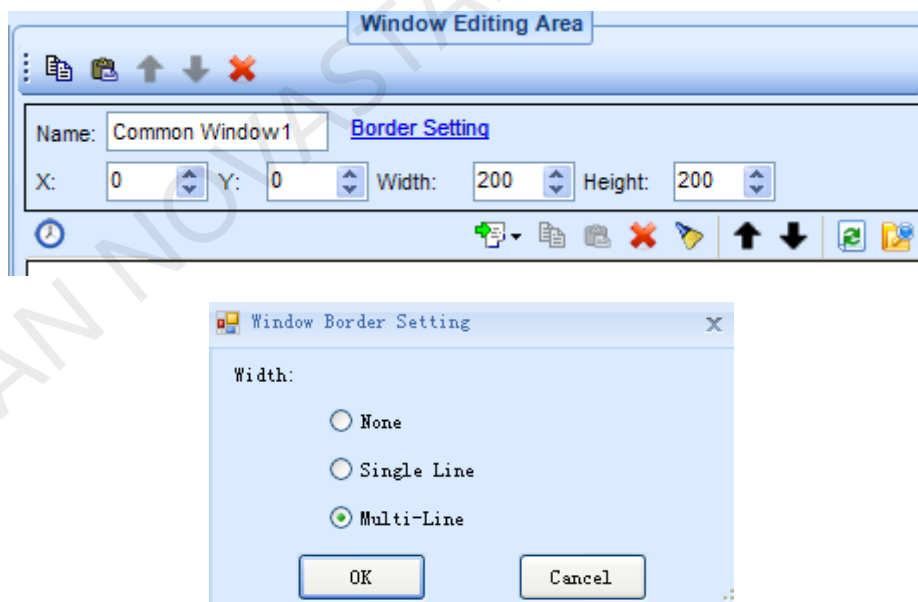 Window Editing Area
Name: Common Window1 Border Setting
X: 0 Y: 0 Width: 200 Height: 200
Window Border Setting
Width:
None
Single Line
Multi-Line
OK Cancel